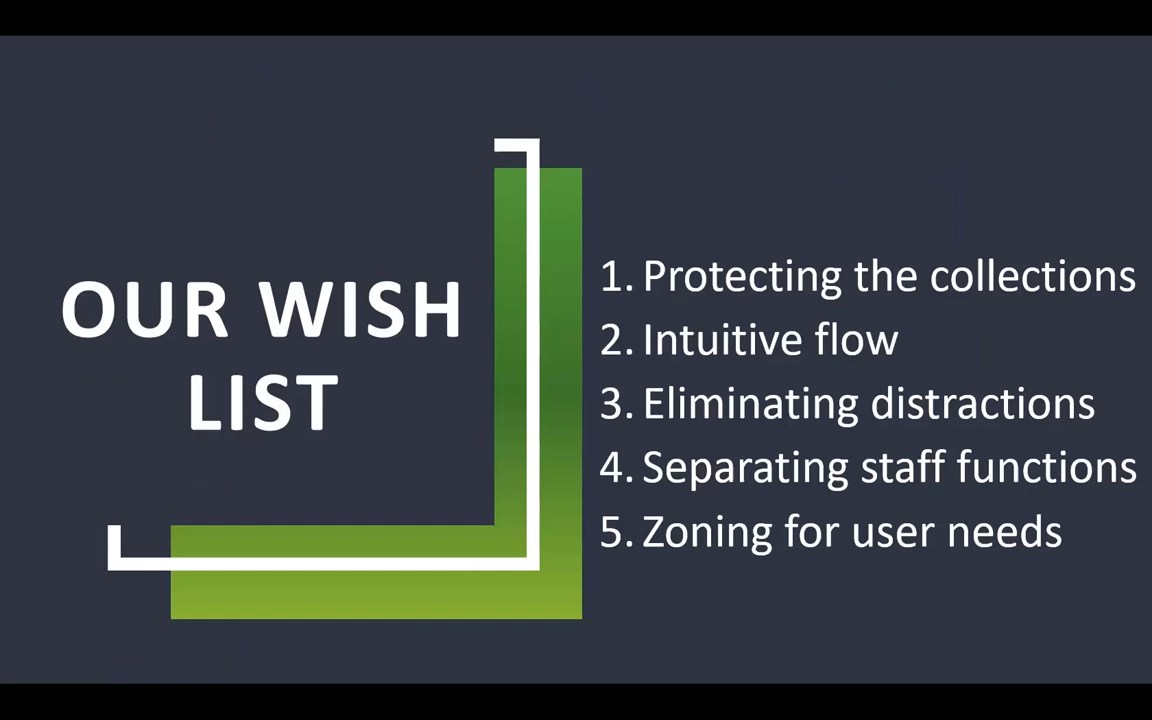 OUR WISH
LIST
1. Protecting the collections
2. Intuitive flow
3. Eliminating distractions
4. Separating staff functions
5. Zoning for user needs